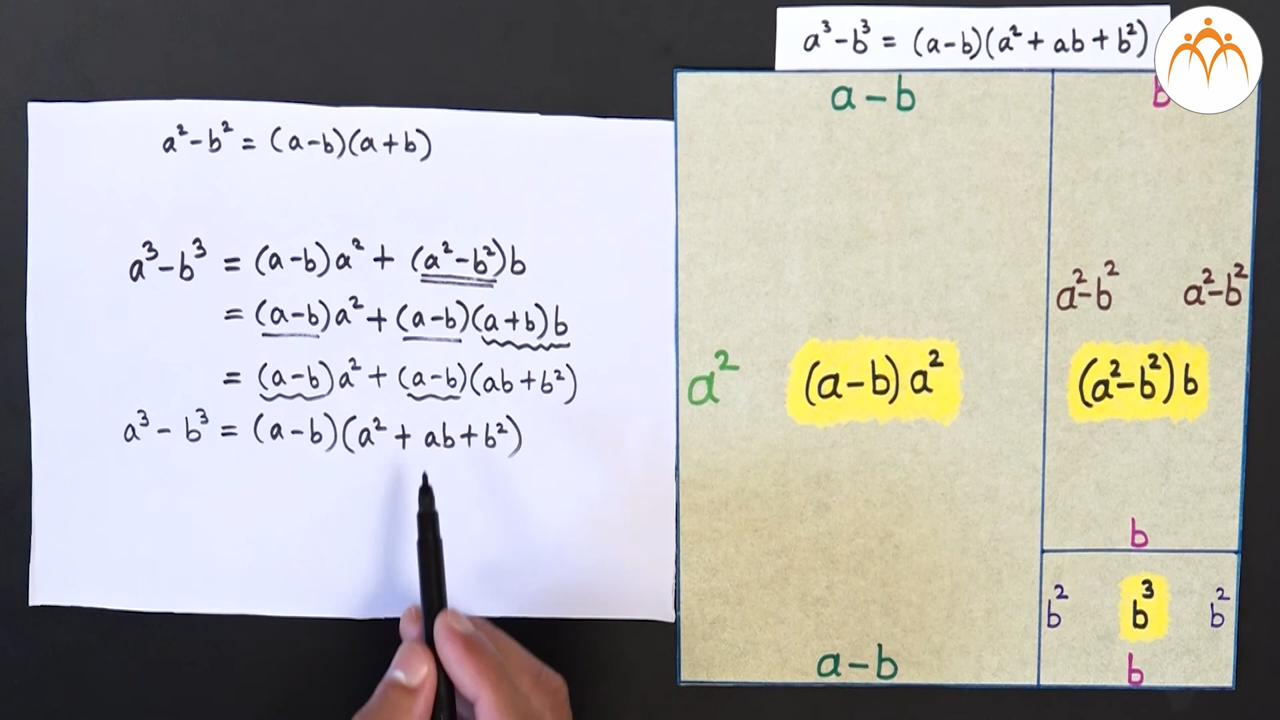 a³-b³ = (a-b)(a² + ab + b²)
a²-b² = (a-b)(a+b)
a³-b³ = (a-b)a² + (a²-b²)b
= (a-b)a² + (a-b)(a+b)b
= (a-b)a² + (a-b)(ab+b²)
a³ - b³ = (a-b)(a² + ab + b²)
a-b b
a²-b² a²-b²
a² (a-b)a² (a²-b²)b
b
b² b³ b²
a-b b